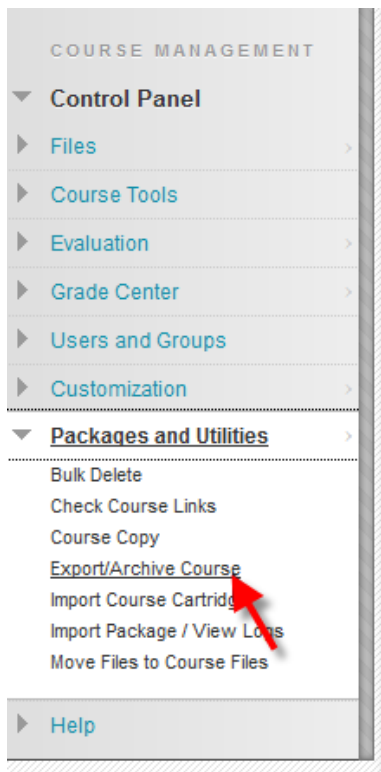 COURSE MANAGEMENT
Control Panel
Files
Course Tools
Evaluation
Grade Center
Users and Groups
Customization
Packages and Utilities
Bulk Delete
Check Course Links
Course Copy
Export/Archive Course
Import Course Cartridge
Import Package / View Logs
Move Files to Course Files
Help